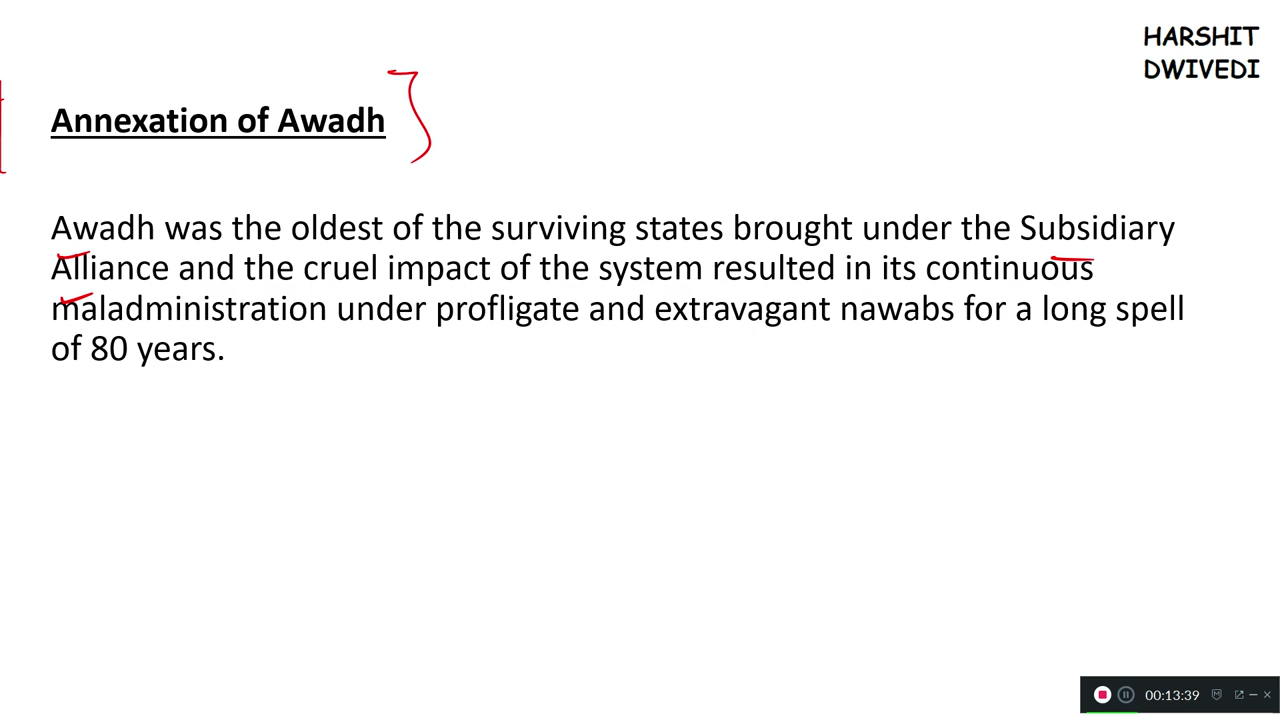 HARSHIT
DWIVEDI
Annexation of Awadh
Awadh was the oldest of the surviving states brought under the Subsidiary
Alliance and the cruel impact of the system resulted in its continuous
maladministration under profligate and extravagant nawabs for a long spell
of 80 years.
00:13:39